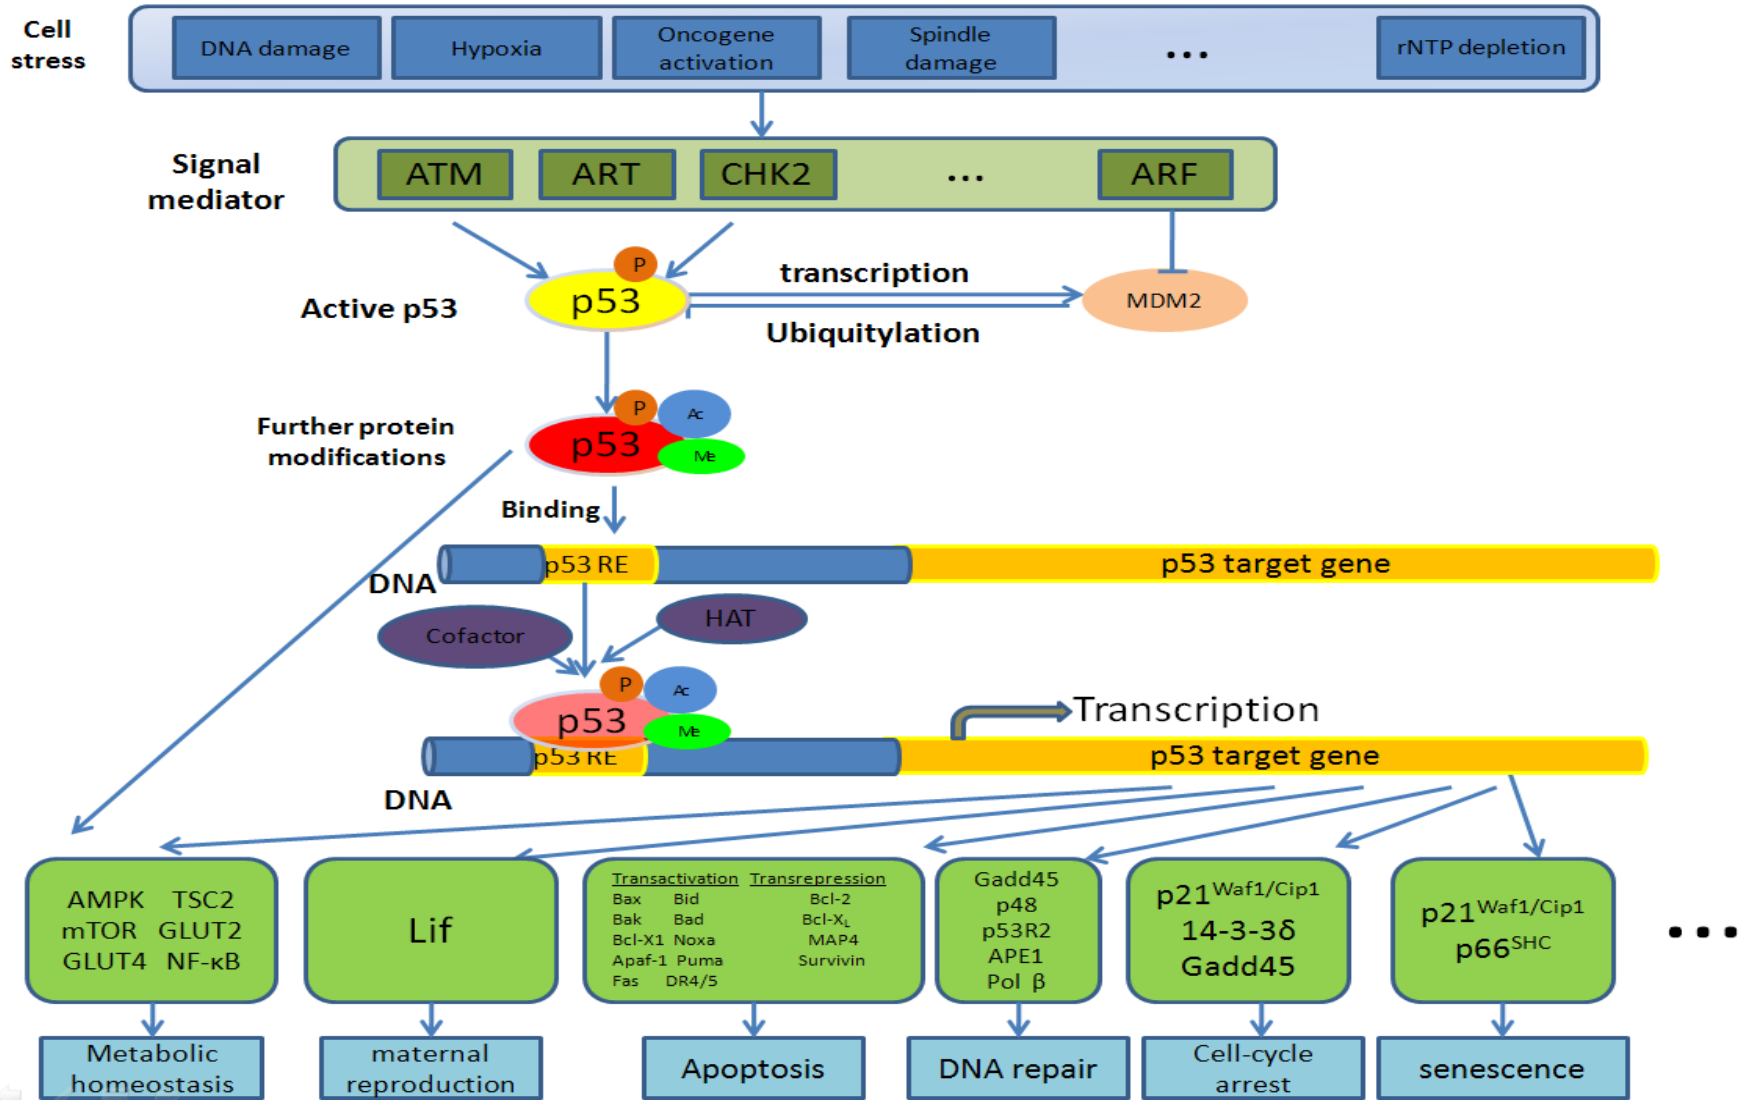 Cell
stress
DNA damage
Hypoxia
Oncogene
activation
Spindle
damage
...
rNTP depletion
Signal
mediator
ATM
ART
CHK2
...
ARF
Active p53
P
p53
transcription
Ubiquitylation
MDM2
Further protein
modifications
P
Ac
Me
p53
Binding
DNA
p53 RE
p53 target gene
Cofactor
HAT
P
Ac
Me
p53
p53 RE
Transcription
p53 target gene
DNA
AMPK TSC2
mTOR GLUT2
GLUT4 NF-κB
Lif
Transactivation Transrepression
Bax Bid Bcl-2
Bak Bad Bcl-XL
Bcl-X1 Noxa MAP4
Apaf-1 Puma Survivin
Fas DR4/5
Gadd45
p48
p53R2
APE1
Pol β
p21Waf1/Cip1
14-3-3δ
Gadd45
p21Waf1/Cip1
p66SHC
...
Metabolic
homeostasis
maternal
reproduction
Apoptosis
DNA repair
Cell-cycle
arrest
senescence